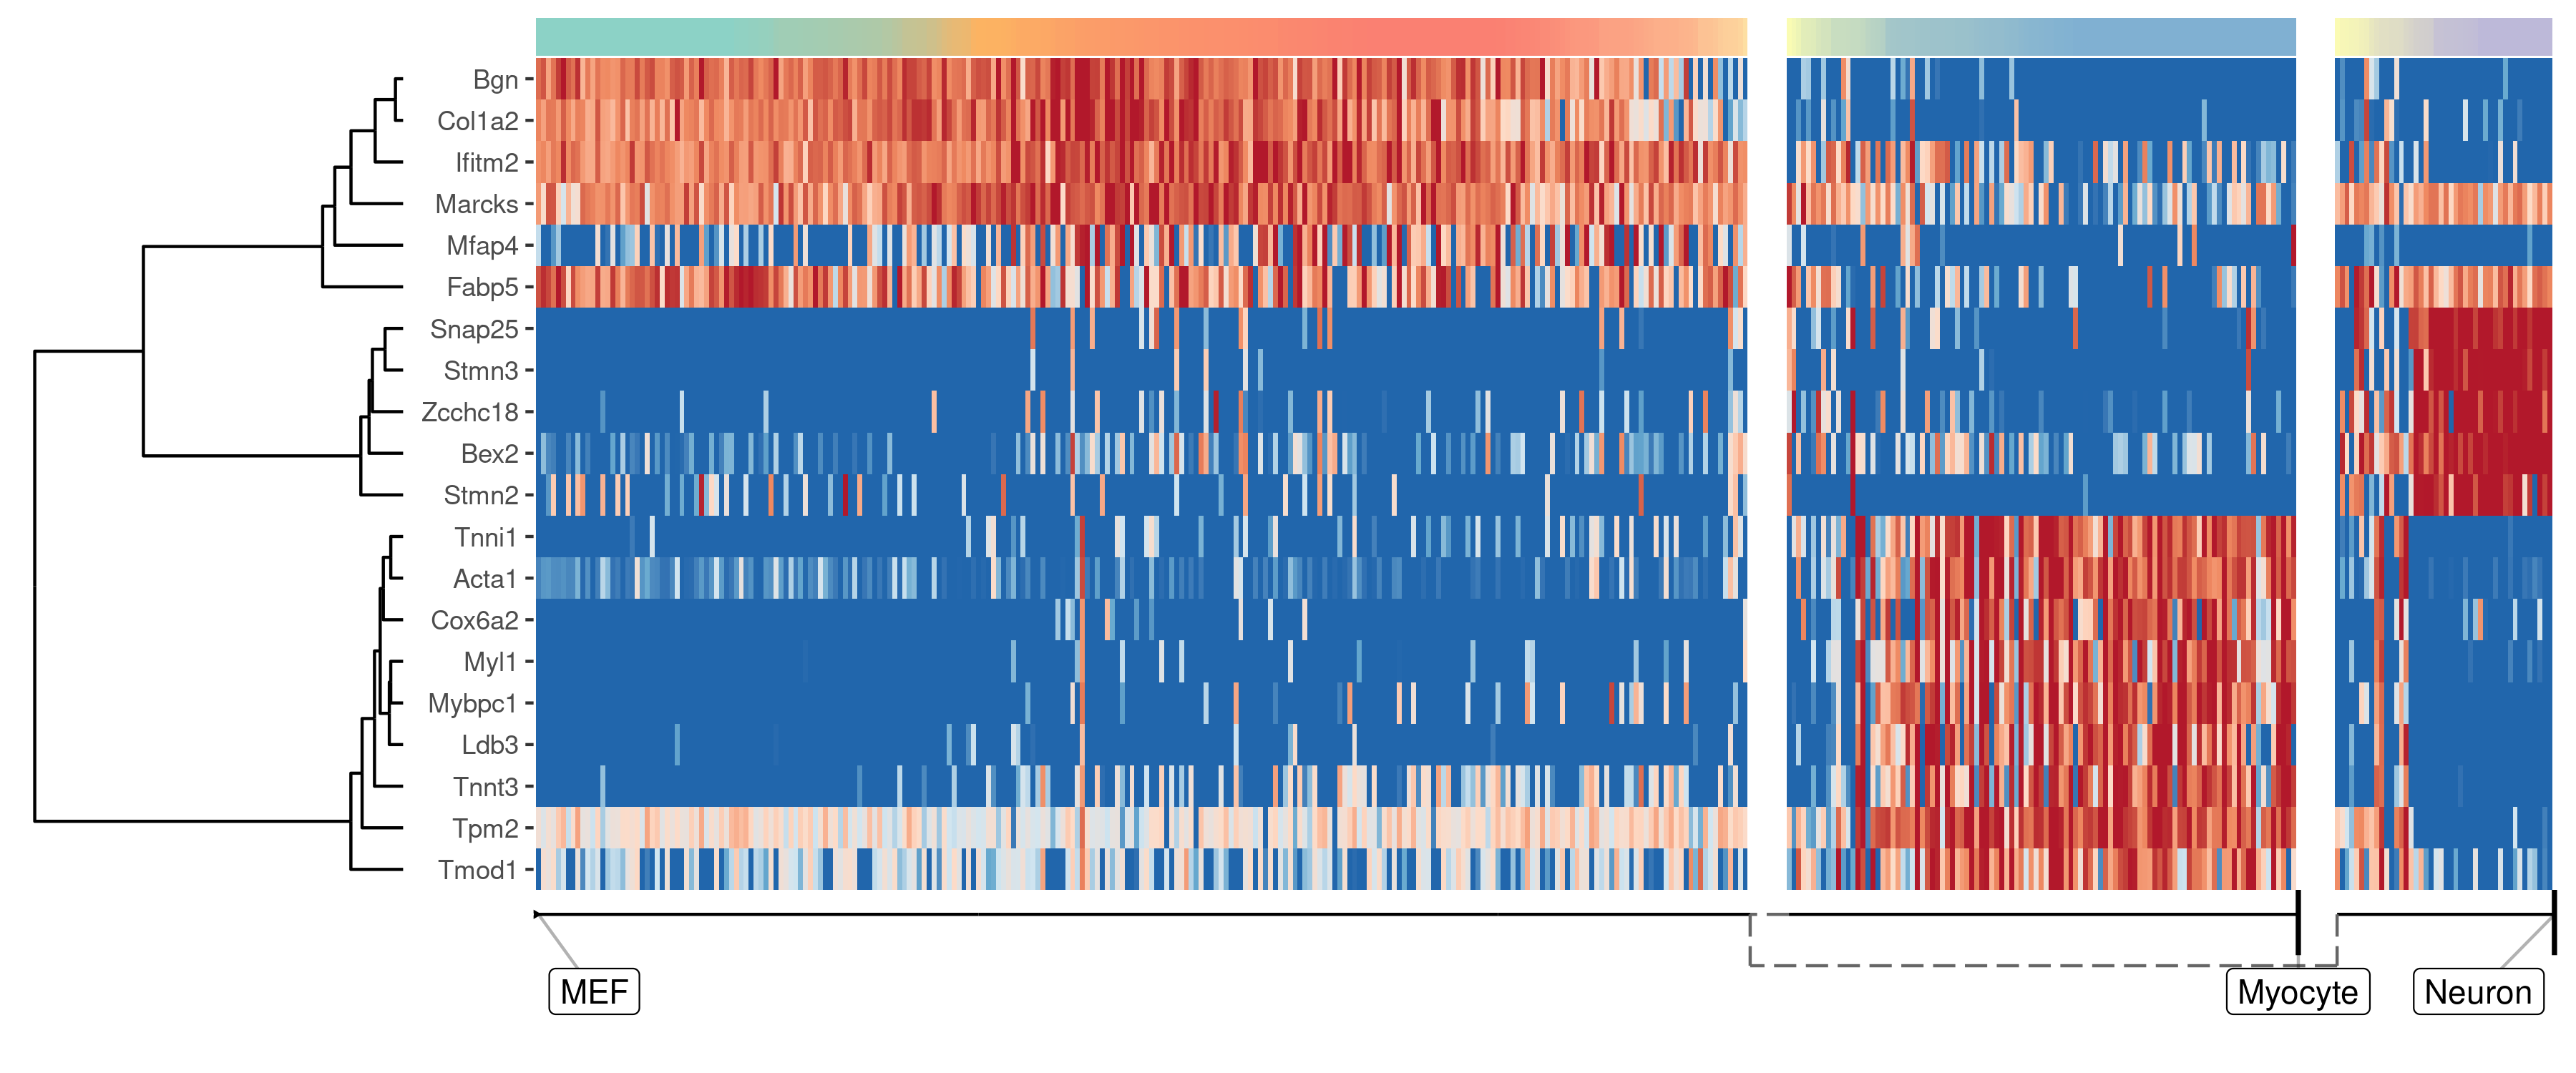 Bgn
Col1a2
Ifitm2
Marcks
Mfap4
Fabp5
Snap25
Stmn3
Zcchc18
Bex2
Stmn2
Tnni1
Acta1
Cox6a2
Myl1
Mybpc1
Ldb3
Tnnt3
Tpm2
Tmod1
MEF
Myocyte
Neuron